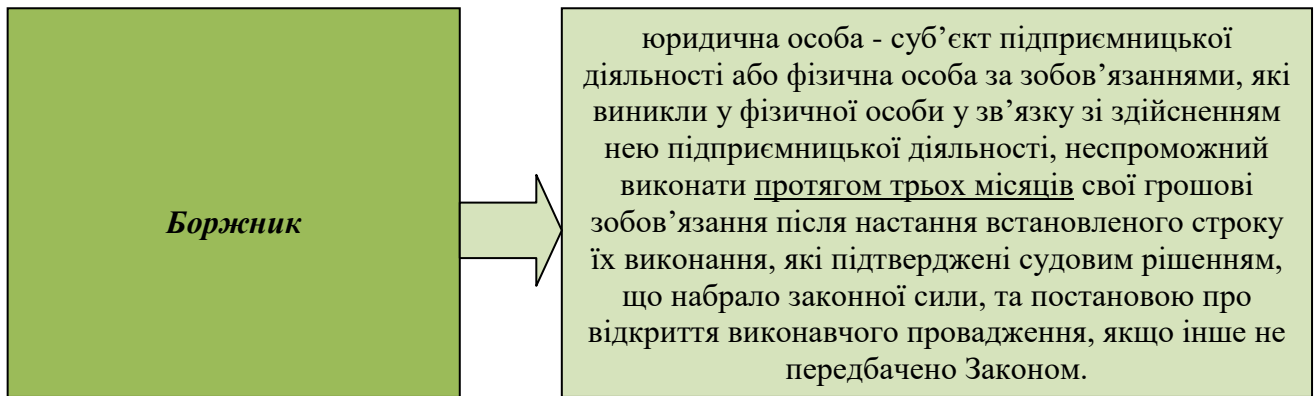 Боржник
юридична особа - суб’єкт підприємницької
діяльності або фізична особа за зобов’язаннями, які
виникли у фізичної особи у зв’язку зі здійсненням
нею підприємницької діяльності, неспроможний
виконати протягом трьох місяців свої грошові
зобов’язання після настання встановленого строку
їх виконання, які підтверджені судовим рішенням,
що набрало законної сили, та постановою про
відкриття виконавчого провадження, якщо інше не
передбачено Законом.